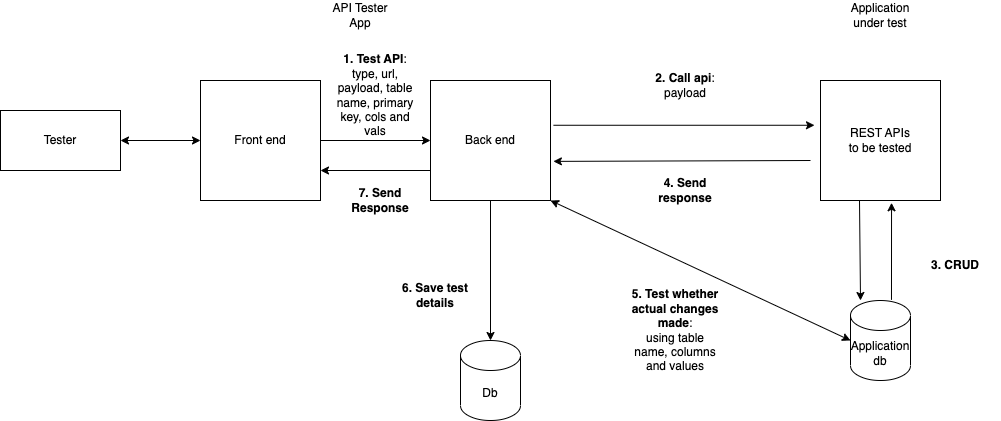 API Tester
App
Application
under test
1. Test API:
type, url,
payload, table
name, primary
key, cols and
vals
2. Call api:
payload
Tester
Front end
Back end
REST APIs
to be tested
7. Send
Response
4. Send
response
3. CRUD
6. Save test
details
5. Test whether
actual changes
made:
using table
name, columns
and values
Application
db
Db